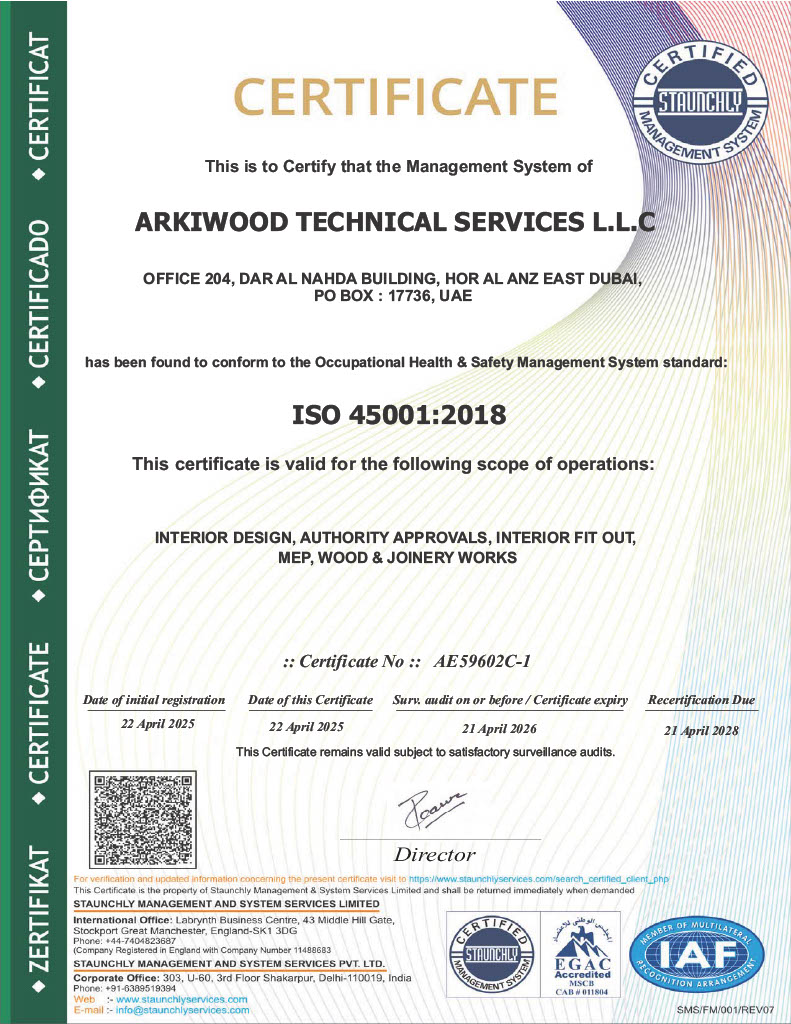 CERTIFICATE
CERTIFIED
STAUNCHLY
MANAGEMENT SYSTEM
This is to Certify that the Management System of
ARKIWOOD TECHNICAL SERVICES L.L.C
OFFICE 204, DAR AL NAHDA BUILDING, HOR AL ANZ EAST DUBAI,
PO BOX : 17736, UAE
has been found to conform to the Occupational Health & Safety Management System standard:
ISO 45001:2018
This certificate is valid for the following scope of operations:
INTERIOR DESIGN, AUTHORITY APPROVALS, INTERIOR FIT OUT,
MEP, WOOD & JOINERY WORKS
:: Certificate No :: AE59602C-1
Date of initial registration Date of this Certificate Surv. audit on or before / Certificate expiry Recertification Due
22 April 2025 22 April 2025 21 April 2026 21 April 2028
This Certificate remains valid subject to satisfactory surveillance audits.
Director
For verification and updated information concerning the present certificate visit to https://www.staunchlyservices.com/search_certified_client_php
This Certificate is the property of Staunchly Management & System Services Limited and shall be returned immediately when demanded
STAUNCHLY MANAGEMENT AND SYSTEM SERVICES LIMITED
International Office: Labrynth Business Centre, 43 Middle Hill Gate,
Stockport Great Manchester, England-SK1 3DG
Phone: +44-7404823687
(Company Registered in England with Company Number 11488683
STAUNCHLY MANAGEMENT AND SYSTEM SERVICES PVT. LTD.
Corporate Office: 303, U-60, 3rd Floor Shakarpur, Delhi-110019, India
Phone: +91-6389519394
Web :- www.staunchlyservices.com
E-mail :- info@staunchlyservices.com
CERTIFIED
STAUNCHLY
MANAGEMENT SYSTEM
المجلس الوطني للاعتماد
EGAC
Accredited
MSCB
CAB # 011804
MEMBER OF MULTILATERAL
IAF
RECOGNITION ARRANGEMENT
SMS/FM/001/REV07
◆ ZERTIFIKAT ◆ CERTIFICATE ◆ СЕРТИФИКАТ ◆ CERTIFICADO ◆ CERTIFICAT